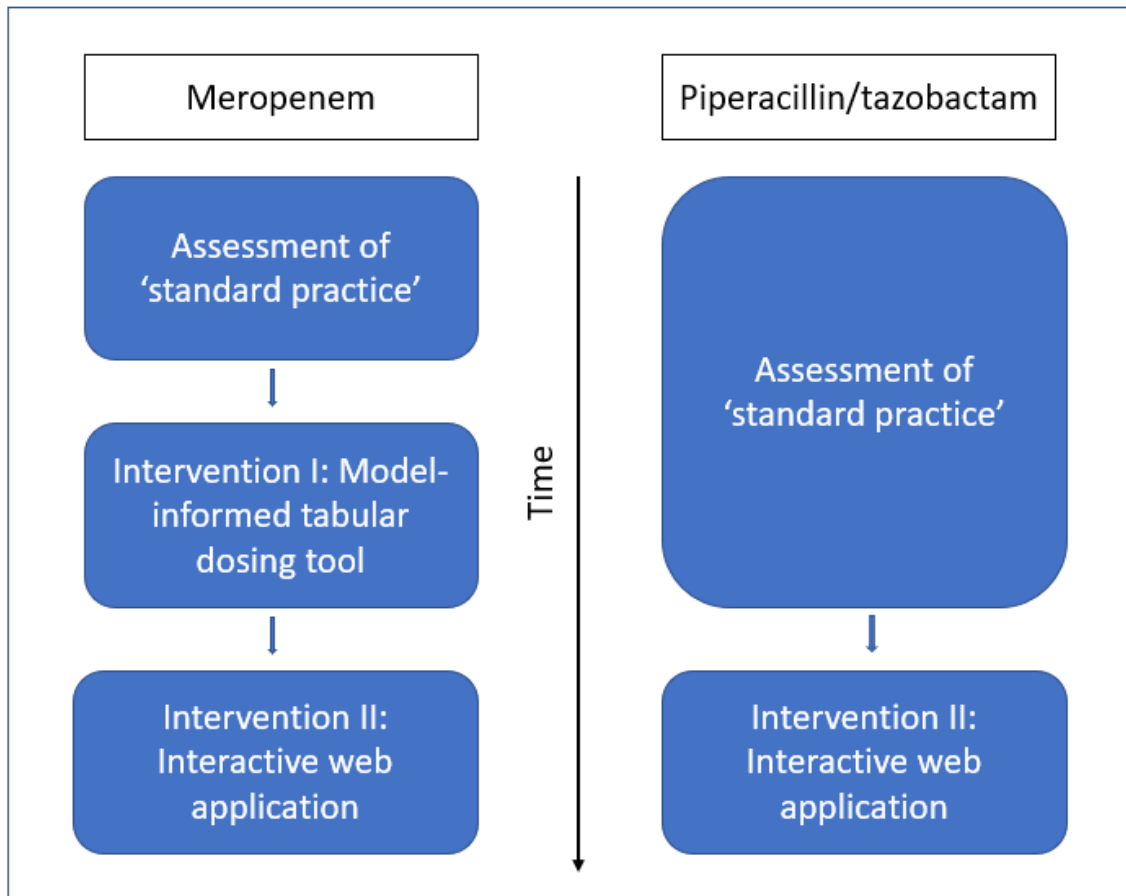 Meropenem
Assessment of
‘standard practice’
Intervention I: Model-
informed tabular
dosing tool
Intervention II:
Interactive web
application
Time
Piperacillin/tazobactam
Assessment of
‘standard practice’
Intervention II:
Interactive web
application